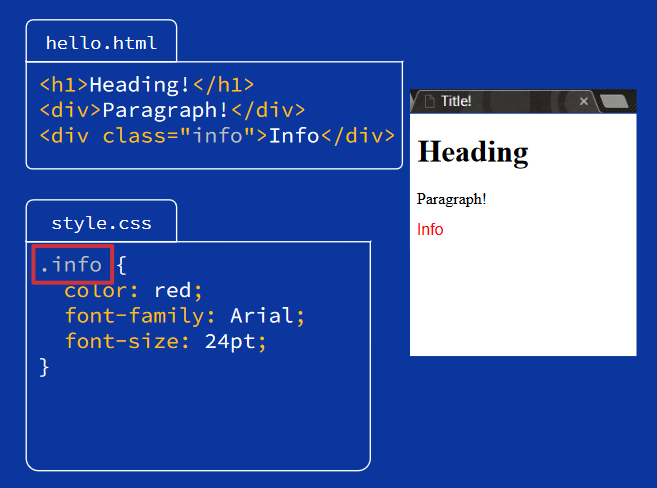 hello.html
<h1>Heading!</h1>
<div>Paragraph!</div>
<div class="info">Info</div>
style.css
.info {
color: red;
font-family: Arial;
font-size: 24pt;
}
Title!
Heading
Paragraph!
Info